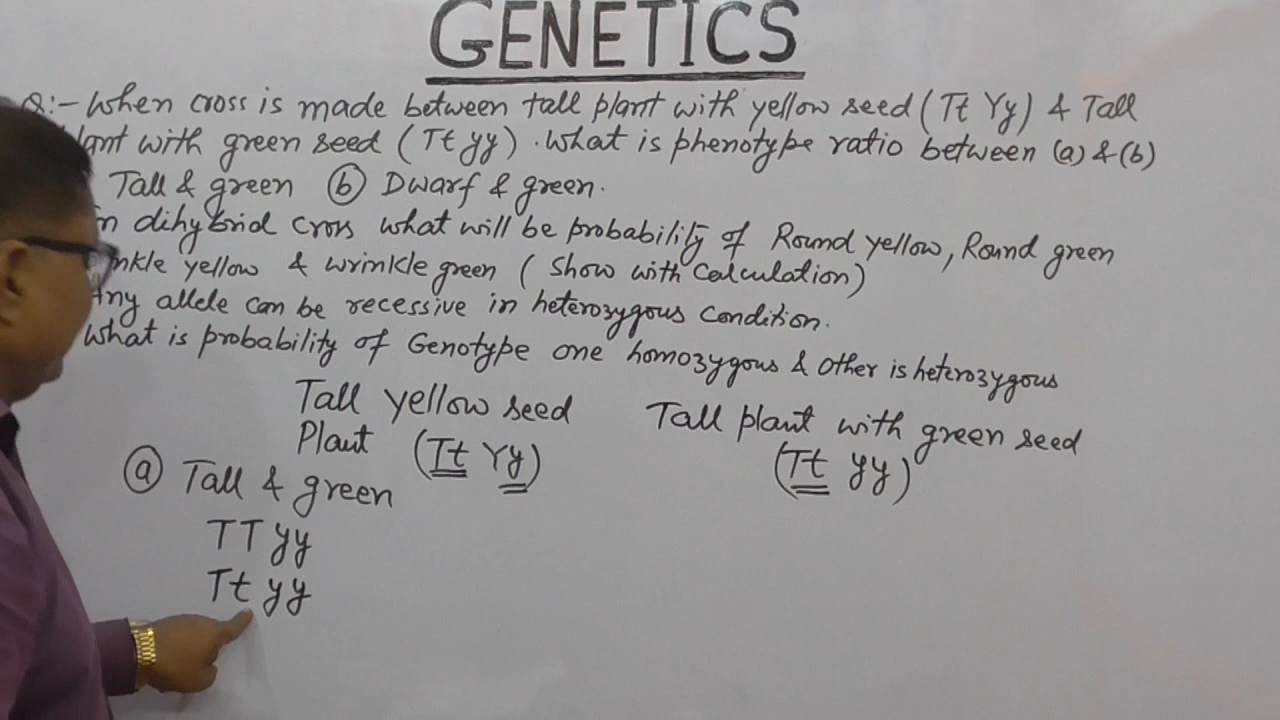 GENETICS
Q:- When cross is made between tall plant with yellow seed (Tt Yy) & Tall
with green seed (Tt yy). What is phenotype ratio between (a) & (b)
Tall & green (b) Dwarf & green.
dihybrid cross what will be probability of Round yellow, Round green
yellow & wrinkle green (Show with Calculation)
Any allele can be recessive in heterozygous Condition.
What is probability of Genotype one homozygous & Other is heterozygous
Tall yellow seed
Plant (Tt Yy)
Tall plant with green seed
(Tt yy)
(a) Tall & green
TT yy
Tt yy